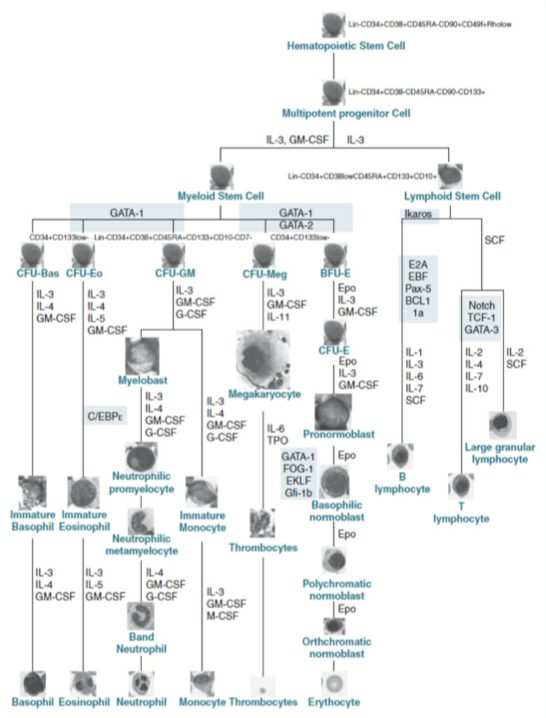 Lin-CD34+CD38+CD45RA-CD90+CD49f+Rholow
Hematopoietic Stem Cell
Lin-CD34+CD38-CD45RA-CD90-CD133+
Multipotent progenitor Cell
IL-3, GM-CSF
IL-3
Lin-CD34+CD38lowCD45RA+CD133+CD10+
Myeloid Stem Cell
Lymphoid Stem Cell
GATA-1
GATA-1
GATA-2
Ikaros
CD34+CD133low-
Lin-CD34+CD38+CD45RA+CD133+CD10-CD7-
CD34+CD133low-
SCF
CFU-Bas
CFU-Eo
CFU-GM
CFU-Meg
BFU-E
E2A
EBF
Pax-5
BCL1
1a
IL-3
IL-4
GM-CSF
IL-3
IL-4
IL-5
GM-CSF
IL-3
GM-CSF
G-CSF
IL-3
GM-CSF
IL-11
Epo
IL-3
GM-CSF
Notch
TCF-1
GATA-3
CFU-E
Epo
IL-3
GM-CSF
IL-1
IL-3
IL-6
IL-7
SCF
IL-2
IL-4
IL-7
IL-10
IL-2
SCF
Myelobast
Megakaryocyte
C/EBPε
IL-3
IL-4
GM-CSF
G-CSF
IL-3
IL-4
GM-CSF
G-CSF
IL-6
TPO
Pronormoblast
GATA-1
FOG-1
EKLF
Gfi-1b
Epo
Large granular
lymphocyte
B
lymphocyte
T
lymphocyte
Neutrophilic
promyelocyte
Basophilic
normoblast
Immature
Basophil
Immature
Eosinophil
Immature
Monocyte
Neutrophilic
metamyelocyte
Thrombocytes
Epo
IL-3
IL-4
GM-CSF
IL-3
IL-5
GM-CSF
IL-4
GM-CSF
G-CSF
IL-3
GM-CSF
M-CSF
Polychromatic
normoblast
Epo
Band
Neutrophil
Orthchromatic
normoblast
Basophil
Eosinophil
Neutrophil
Monocyte
Thrombocytes
Erythocyte